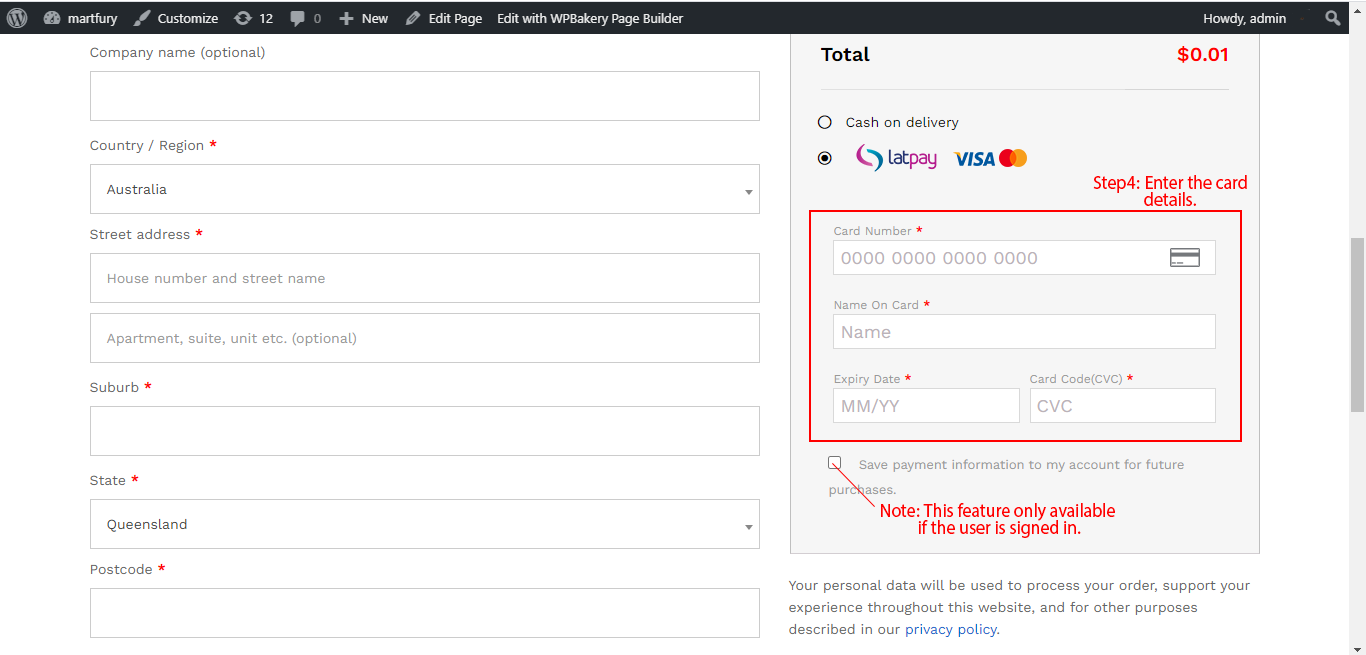 martfury Customize 12 0 New Edit Page Edit with WPBakery Page Builder Howdy, admin
Company name (optional)
Country / Region *
Australia
Street address *
House number and street name
Apartment, suite, unit etc. (optional)
Suburb *
State *
Queensland
Postcode *
Total $0.01
Cash on delivery
latpay VISA
Step4: Enter the card
details.
Card Number *
0000 0000 0000 0000
Name On Card *
Name
Expiry Date * Card Code(CVC) *
MM/YY CVC
Save payment information to my account for future
purchases.
Note: This feature only available
if the user is signed in.
Your personal data will be used to process your order, support your
experience throughout this website, and for other purposes
described in our privacy policy.